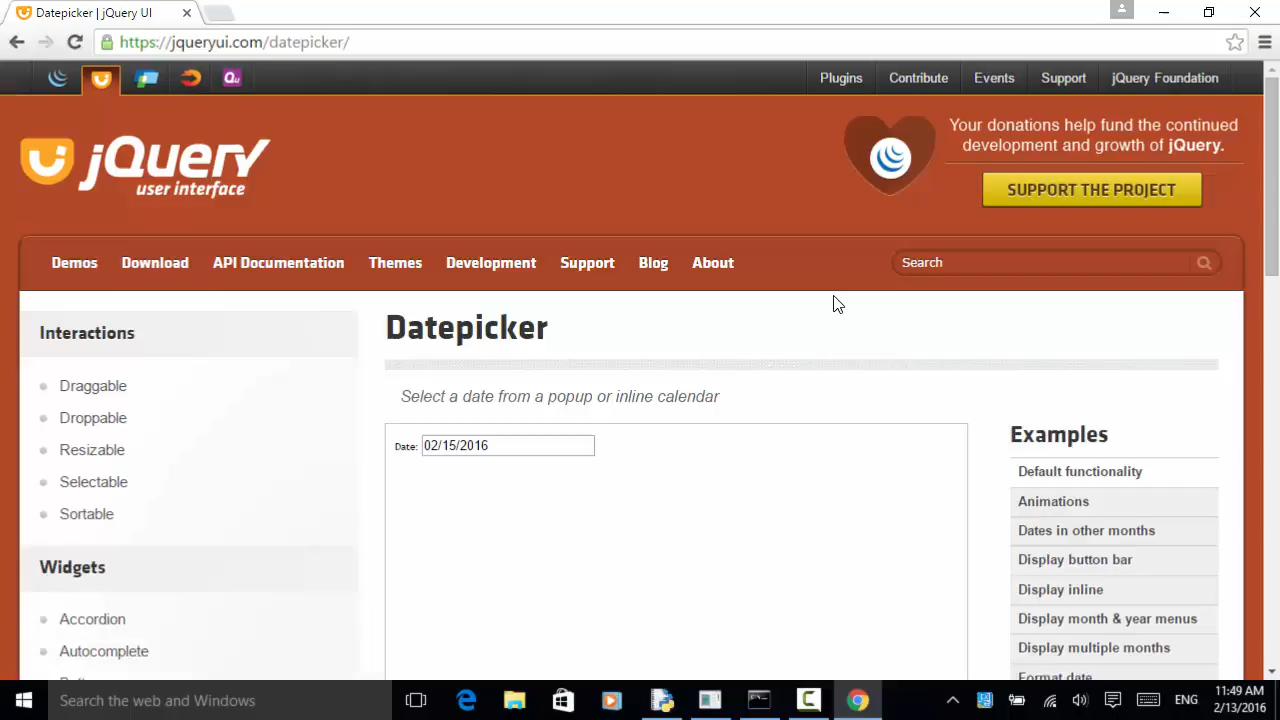 Datepicker | jQuery UI
https://jqueryui.com/datepicker/
Qu
Plugins
Contribute
Events
Support
jQuery Foundation
jQuery
user interface
Your donations help fund the continued
development and growth of jQuery.
SUPPORT THE PROJECT
Demos
Download
API Documentation
Themes
Development
Support
Blog
About
Search
Interactions
Draggable
Droppable
Resizable
Selectable
Sortable
Widgets
Accordion
Autocomplete
Datepicker
Select a date from a popup or inline calendar
Date: 02/15/2016
Examples
Default functionality
Animations
Dates in other months
Display button bar
Display inline
Display month & year menus
Display multiple months
Format date
Search the web and Windows
ENG
11:49 AM
2/13/2016